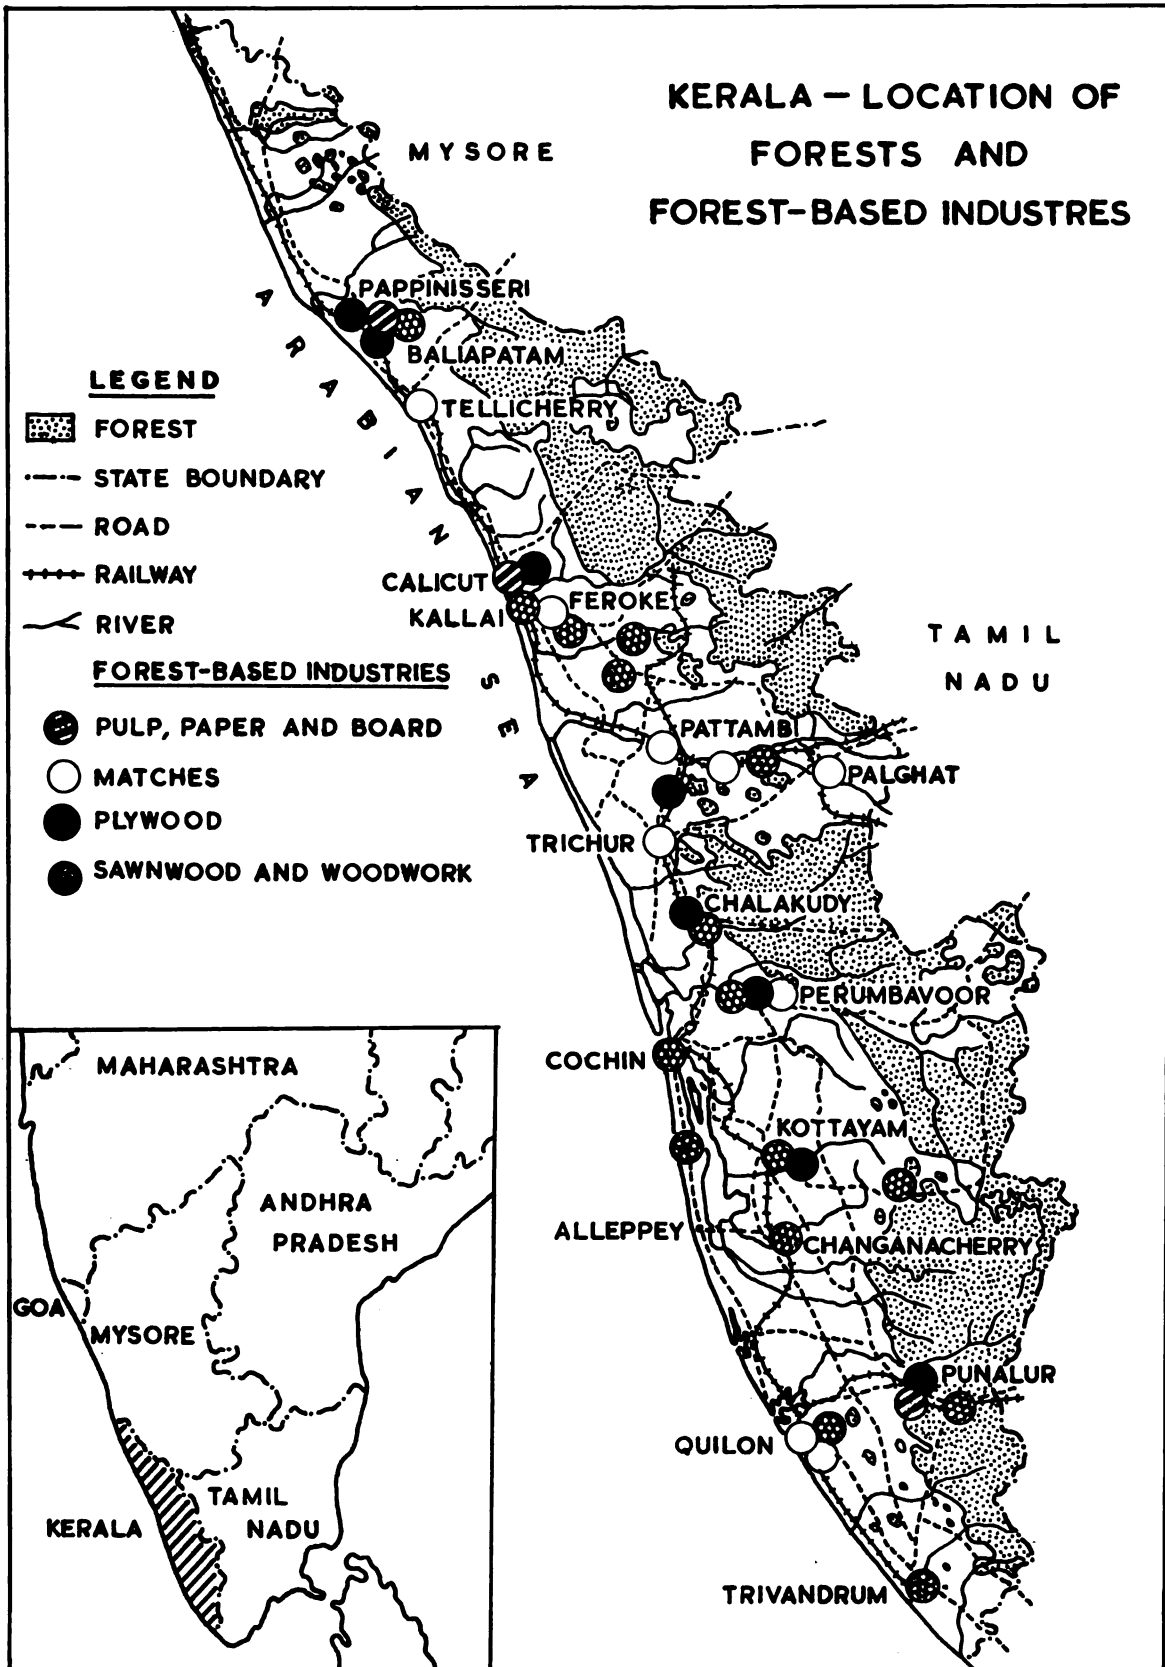 KERALA — LOCATION OF
FORESTS AND
FOREST-BASED INDUSTRES
MYSORE
PAPPINISSERI
BALIAPATAM
TELLICHERRY
ARABIAN SEA
LEGEND
FOREST
STATE BOUNDARY
ROAD
RAILWAY
RIVER
FOREST-BASED INDUSTRIES
PULP, PAPER AND BOARD
MATCHES
PLYWOOD
SAWNWOOD AND WOODWORK
CALICUT
KALLAI
FEROKE
TAMIL
NADU
PATTAMBI
PALGHAT
TRICHUR
CHALAKUDY
PERUMBAVOOR
COCHIN
KOTTAYAM
ALLEPPEY
CHANGANACHERRY
PUNALUR
QUILON
TRIVANDRUM
MAHARASHTRA
ANDHRA
PRADESH
GOA
MYSORE
TAMIL
NADU
KERALA